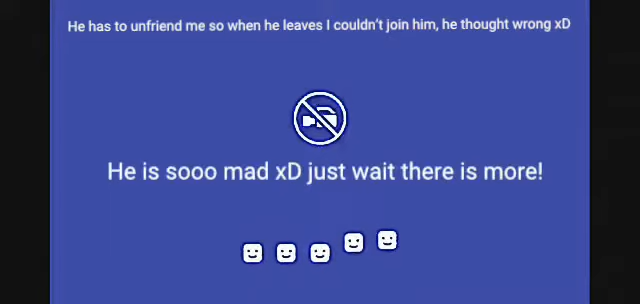 He has to unfriend me so when he leaves I couldn't join him, he thought wrong xD
He is sooo mad xD just wait there is more!